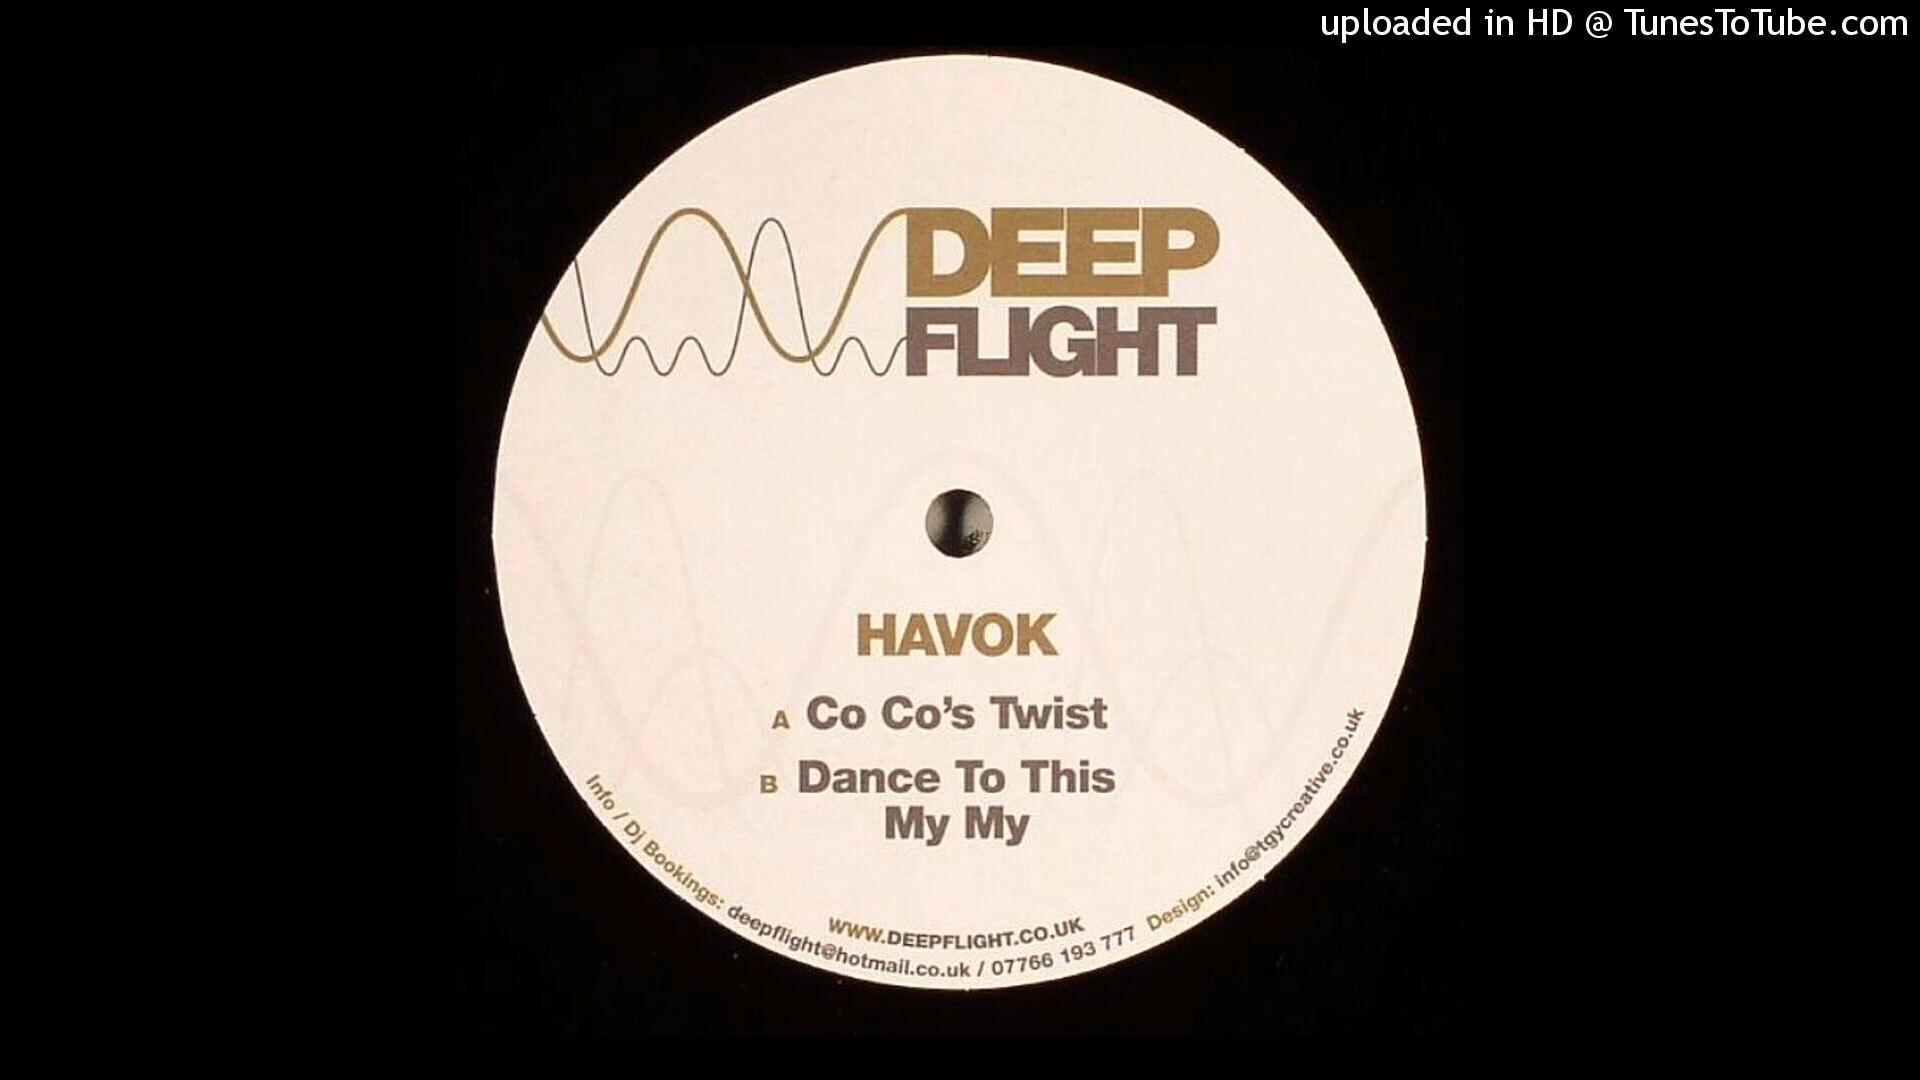 uploaded in HD @ TunesToTube.com
DEEP
FLIGHT
HAVOK
A Co Co's Twist
B Dance To This
My My
WWW.DEEPFLIGHT.CO.UK
Info / Dj Bookings: deepflight@hotmail.co.uk / 07766 193 777 Design: info@tgycreative.co.uk